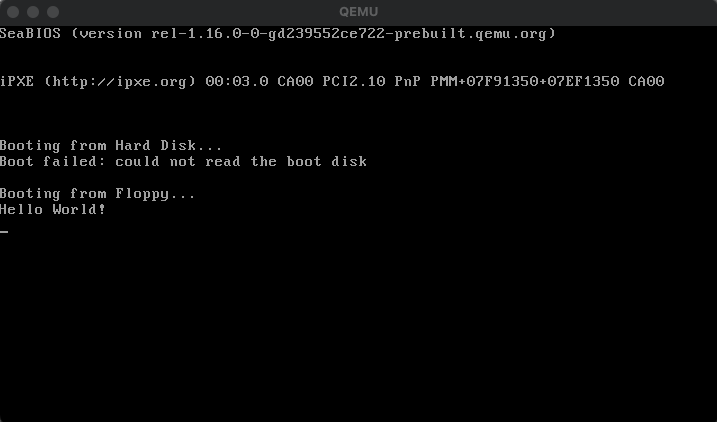 QEMU
SeaBIOS (version rel-1.16.0-0-gd239552ce722-prebuilt.qemu.org)
iPXE (http://ipxe.org) 00:03.0 CA00 PCI2.10 PnP PMM+07F91350+07EF1350 CA00
Booting from Hard Disk...
Boot failed: could not read the boot disk
Booting from Floppy...
Hello World!
_